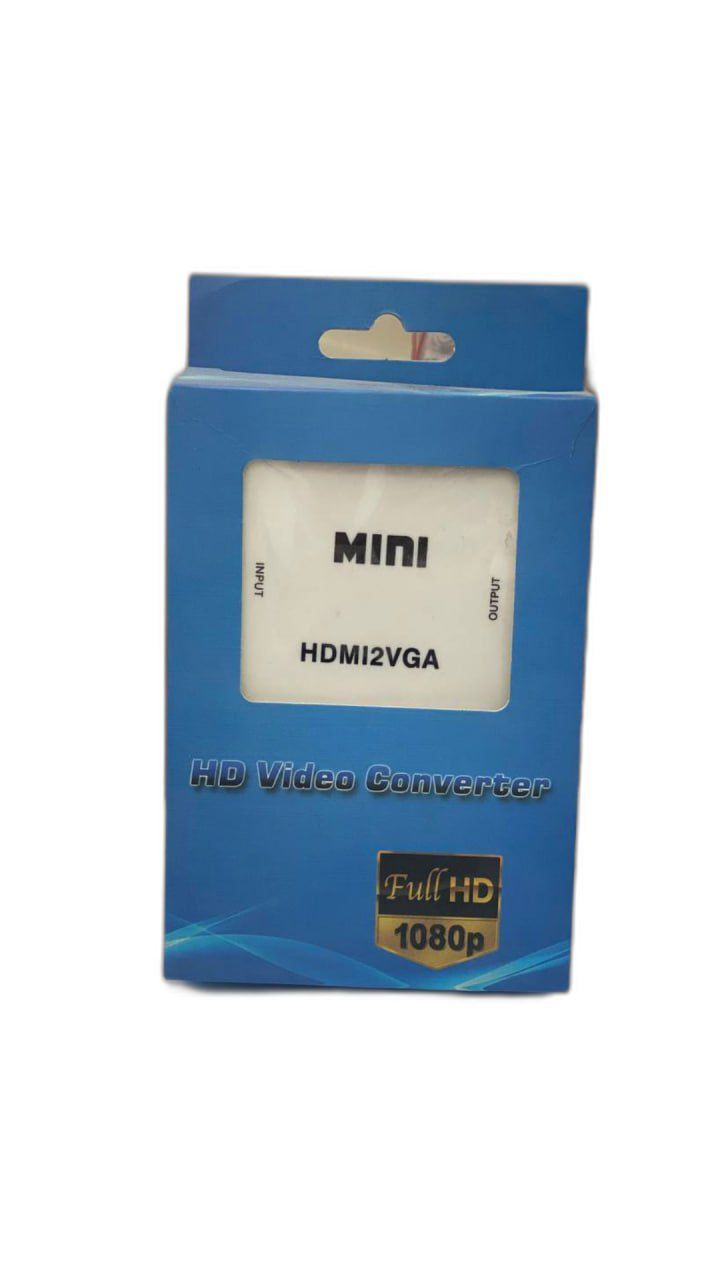 MINI
INPUT
OUTPUT
HDMI2VGA
HD Video Converter
Full HD
1080p